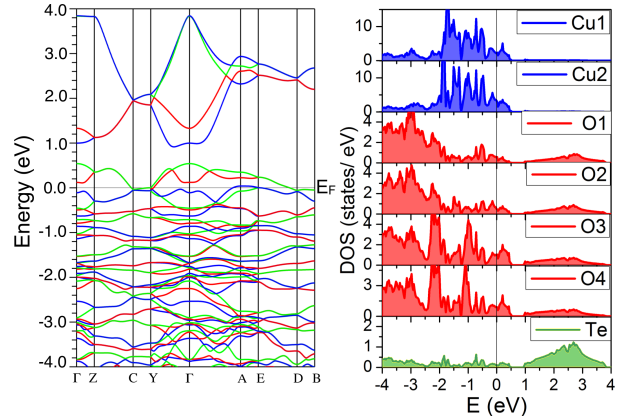 4.0
3.0
2.0
1.0
0.0
-1.0
-2.0
-3.0
-4.0
Energy (eV)
E_F
Γ Z C Y Γ A E D B
10
0
Cu1
10
0
Cu2
4
2
0
O1
4
2
0
O2
4
2
0
O3
3
0
O4
2
1
0
Te
DOS (states/ eV)
-4 -3 -2 -1 0 1 2 3 4
E (eV)